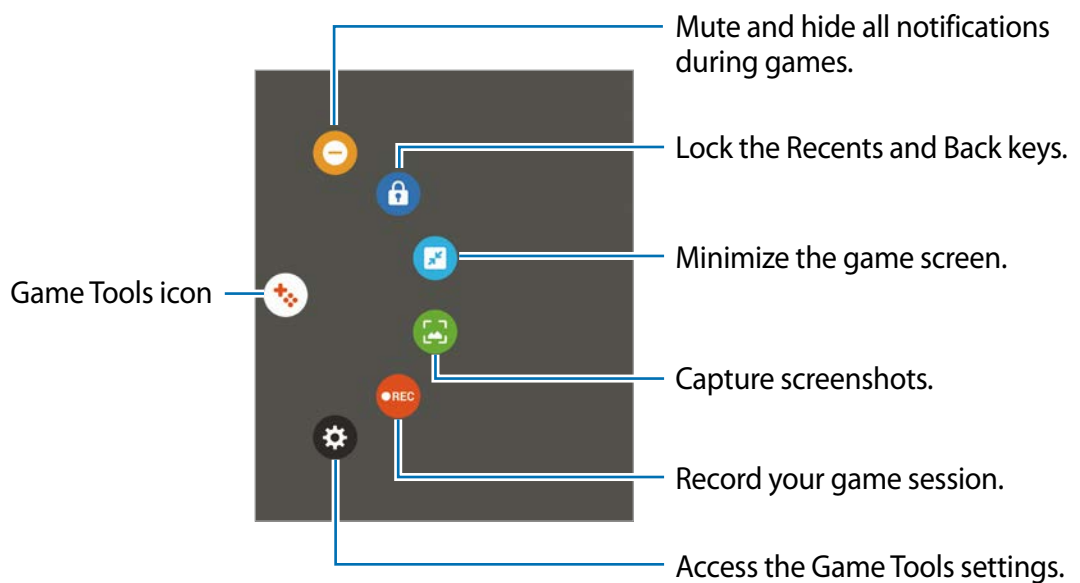 Mute and hide all notifications
during games.
Lock the Recents and Back keys.
Minimize the game screen.
Game Tools icon
Capture screenshots.
REC
Record your game session.
Access the Game Tools settings.